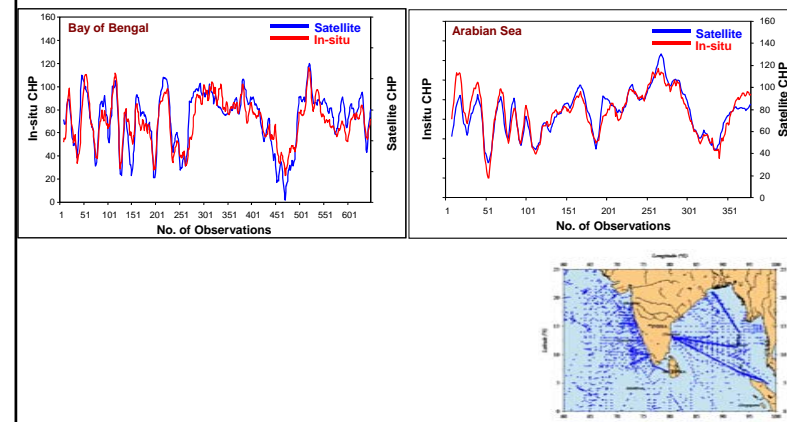 Bay of Bengal
Satellite
In-situ
In-situ CHP
Satellite CHP
160
140
120
100
80
60
40
20
0
1 51 101 151 201 251 301 351 401 451 501 551 601
No. of Observations
Arabian Sea
Satellite
In-situ
Insitu CHP
Satellite CHP
160
140
120
100
80
60
40
20
0
1 51 101 151 201 251 301 351
No. of Observations